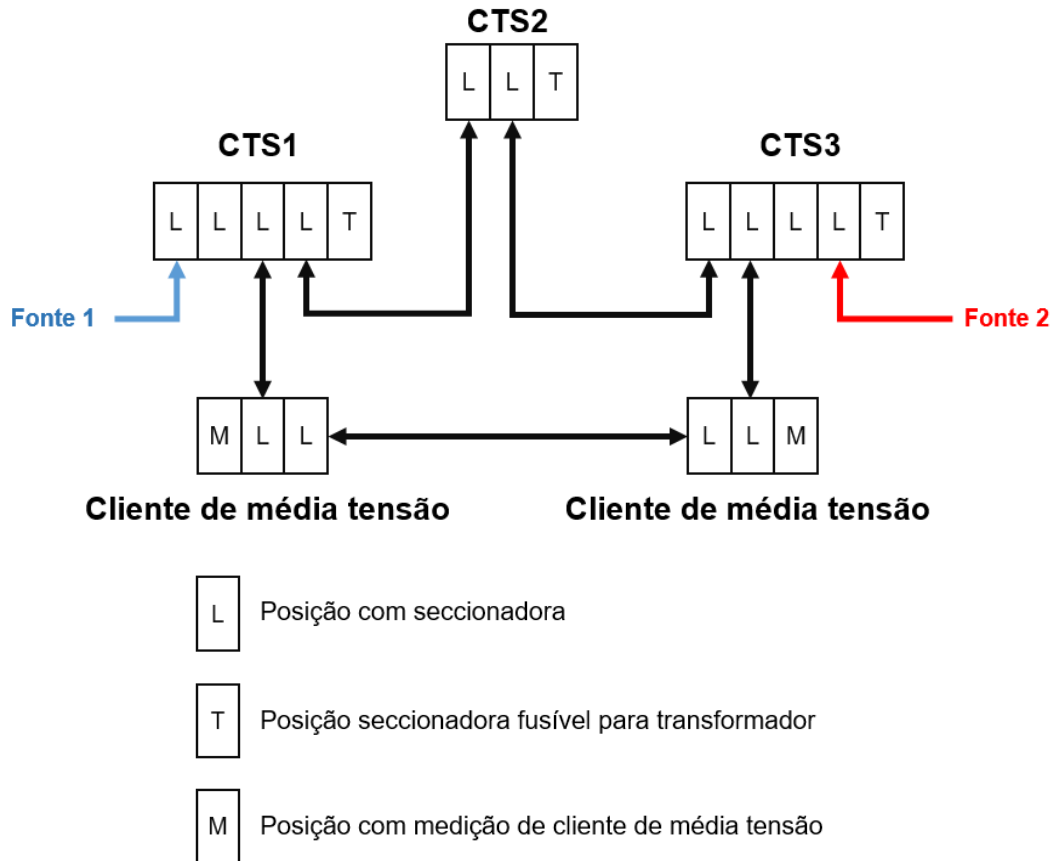 CTS2
L L T
CTS1
CTS3
L L L L T
L L L L T
Fonte 1
Fonte 2
M L L
L L M
Cliente de média tensão
Cliente de média tensão
L Posição com seccionadora
T Posição seccionadora fusível para transformador
M Posição com medição de cliente de média tensão